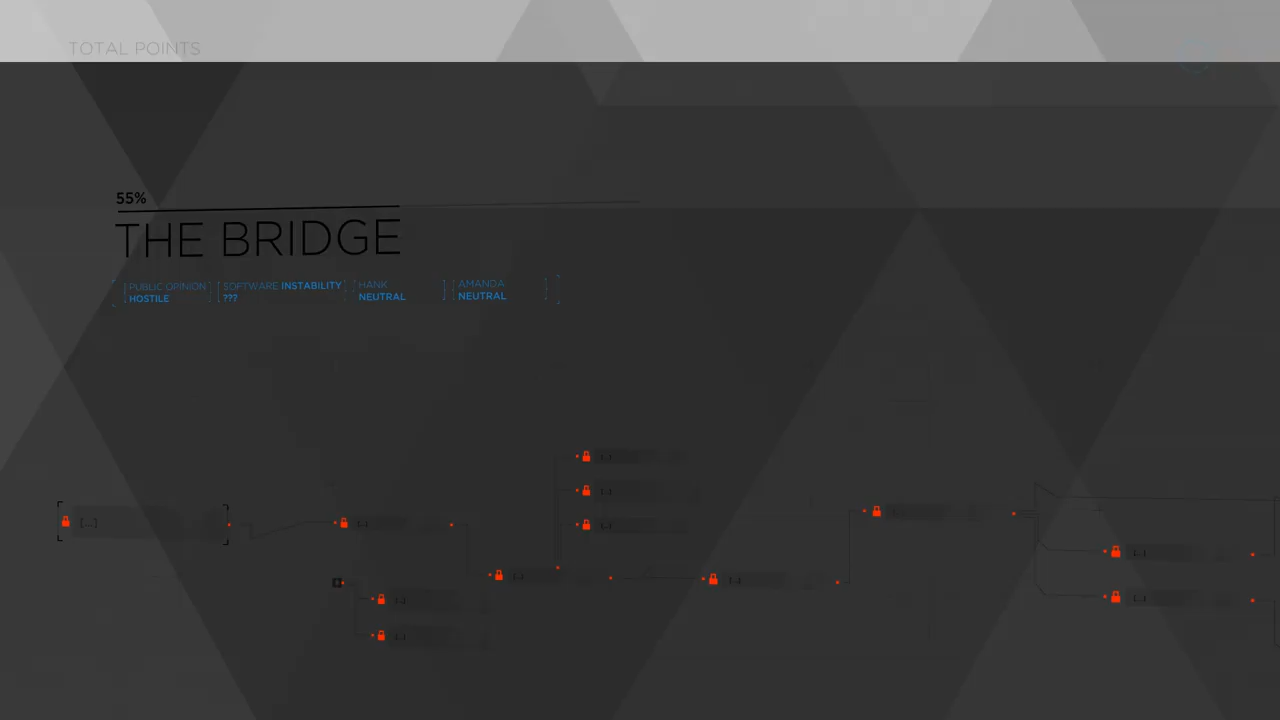 TOTAL POINTS
55%
THE BRIDGE
PUBLIC OPINION
HOSTILE
SOFTWARE INSTABILITY
???
HANK
NEUTRAL
AMANDA
NEUTRAL
[...]
[...]
[...]
[...]
[...]
[...]
[...]
[...]
[...]
[...]
[...]